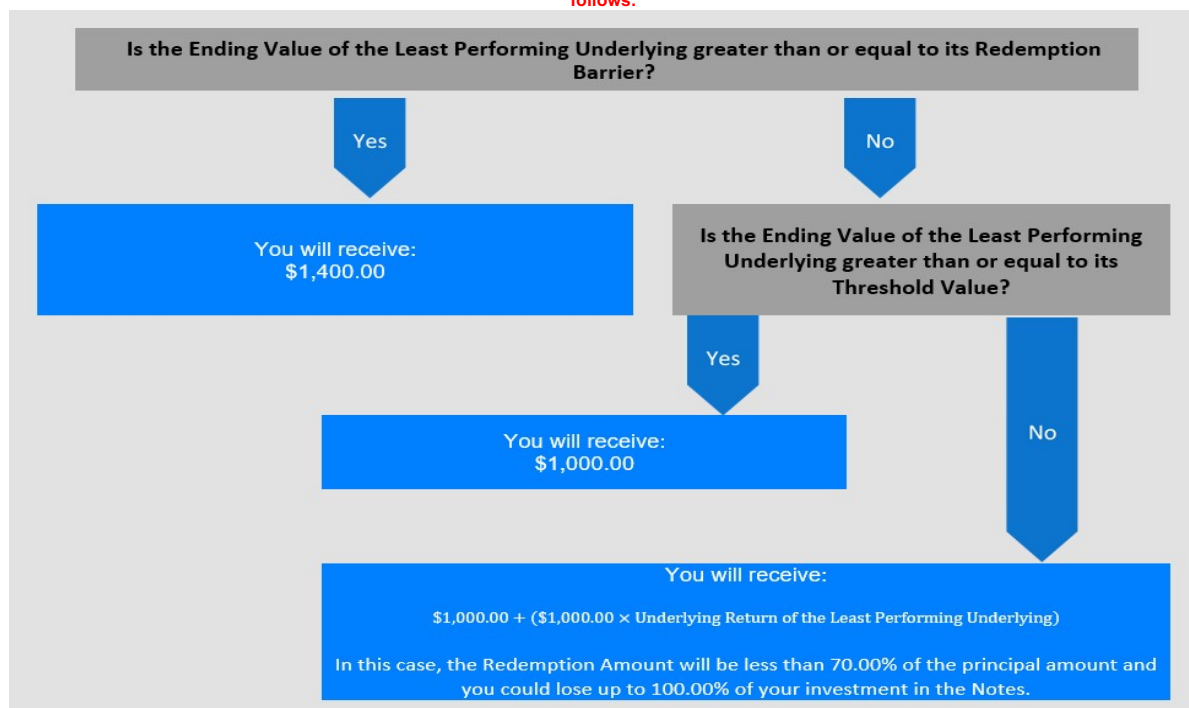 follows:
Is the Ending Value of the Least Performing Underlying greater than or equal to its Redemption
Barrier?
Yes
No
You will receive:
$1,400.00
Is the Ending Value of the Least Performing
Underlying greater than or equal to its
Threshold Value?
Yes
No
You will receive:
$1,000.00
You will receive:
$1,000.00 + ($1,000.00 × Underlying Return of the Least Performing Underlying)
In this case, the Redemption Amount will be less than 70.00% of the principal amount and
you could lose up to 100.00% of your investment in the Notes.